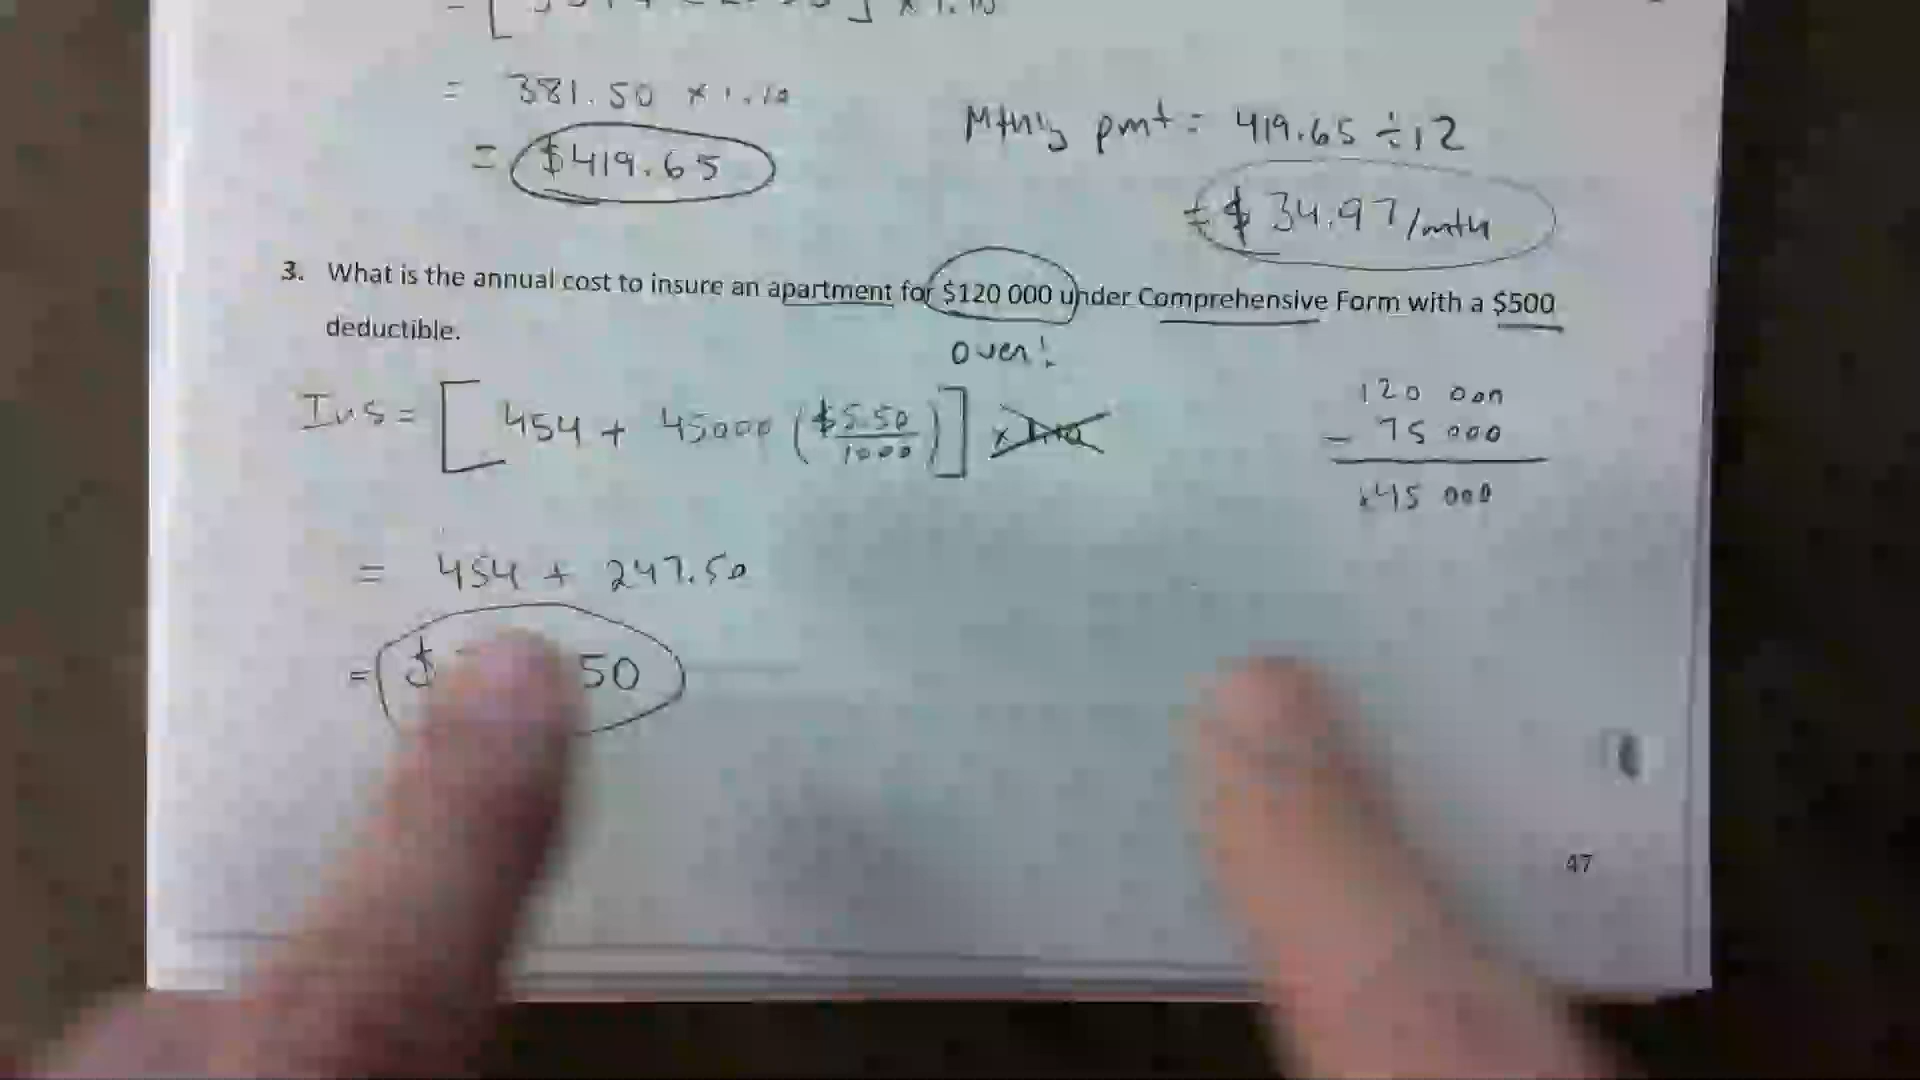 = 381.50 × 1.10
= $419.65
Mthly pmt = 419.65 ÷ 12
= $34.97/mth
3. What is the annual cost to insure an apartment for $120 000 under Comprehensive Form with a $500
deductible.
over!
Ins = [454 + 45000 ($5.50/1000)] × 1.10
120 000
- 75 000
45 000
= 454 + 247.50
= $ 50
47